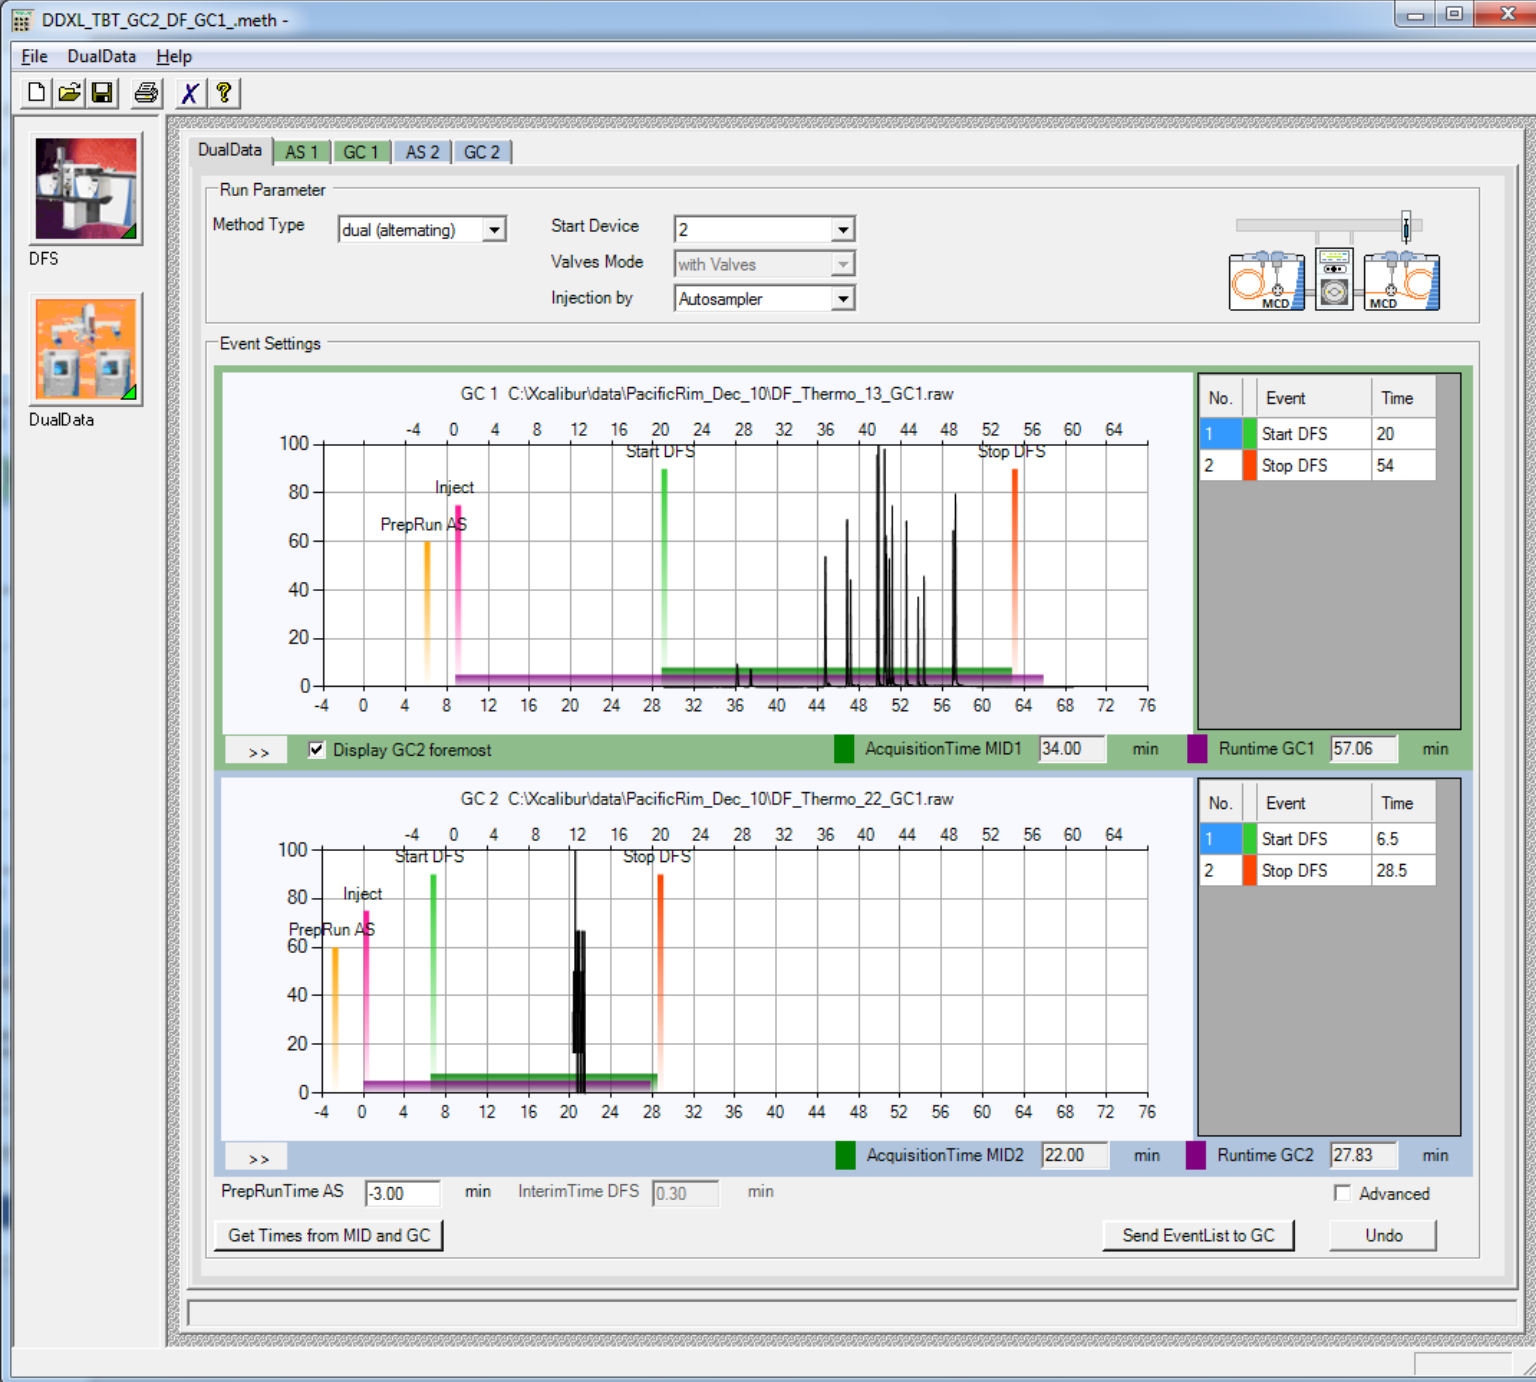 DDXL_TBT_GC2_DF_GC1_.meth -
File DualData Help
DFS
DualData
DualData AS 1 GC 1 AS 2 GC 2
Run Parameter
Method Type dual (alternating) Start Device 2
Valves Mode with Valves
Injection by Autosampler
MCD MCD
Event Settings
GC 1 C:\Xcalibur\data\PacificRim_Dec_10\DF_Thermo_13_GC1.raw
-4 0 4 8 12 16 20 24 28 32 36 40 44 48 52 56 60 64
100
Start DFS Stop DFS
80
Inject
PrepRun AS
60
40
20
0
-4 0 4 8 12 16 20 24 28 32 36 40 44 48 52 56 60 64 68 72 76
No. Event Time
1 Start DFS 20
2 Stop DFS 54
>> Display GC2 foremost AcquisitionTime MID1 34.00 min Runtime GC1 57.06 min
GC 2 C:\Xcalibur\data\PacificRim_Dec_10\DF_Thermo_22_GC1.raw
-4 0 4 8 12 16 20 24 28 32 36 40 44 48 52 56 60 64
100
Start DFS Stop DFS
80
Inject
PrepRun AS
60
40
20
0
-4 0 4 8 12 16 20 24 28 32 36 40 44 48 52 56 60 64 68 72 76
No. Event Time
1 Start DFS 6.5
2 Stop DFS 28.5
>> AcquisitionTime MID2 22.00 min Runtime GC2 27.83 min
PrepRunTime AS -3.00 min InterimTime DFS 0.30 min Advanced
Get Times from MID and GC Send EventList to GC Undo